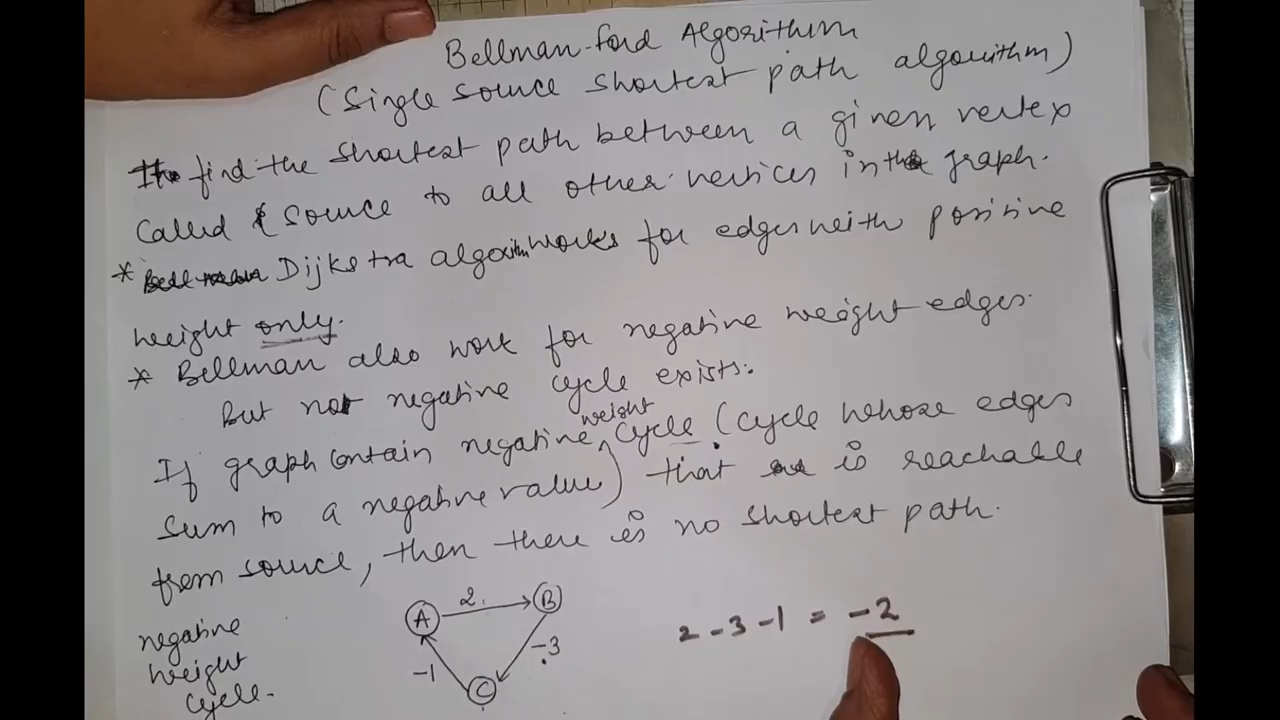 Bellman-ford Algorithm
(Single source shortest path algorithm)
find the shortest path between a given vertex
called source to all other vertices in the graph.
* Dijkstra algorithm works for edges with positive
weight only.
* Bellman also work for negative weight edges.
But not negative cycle exists.
If graph contain negative weight cycle (cycle whose edges
sum to a negative value) that is reachable
from source, then there is no shortest path.
negative
weight
cycle.
A 2 B
-1 -3
C
2 - 3 - 1 = -2